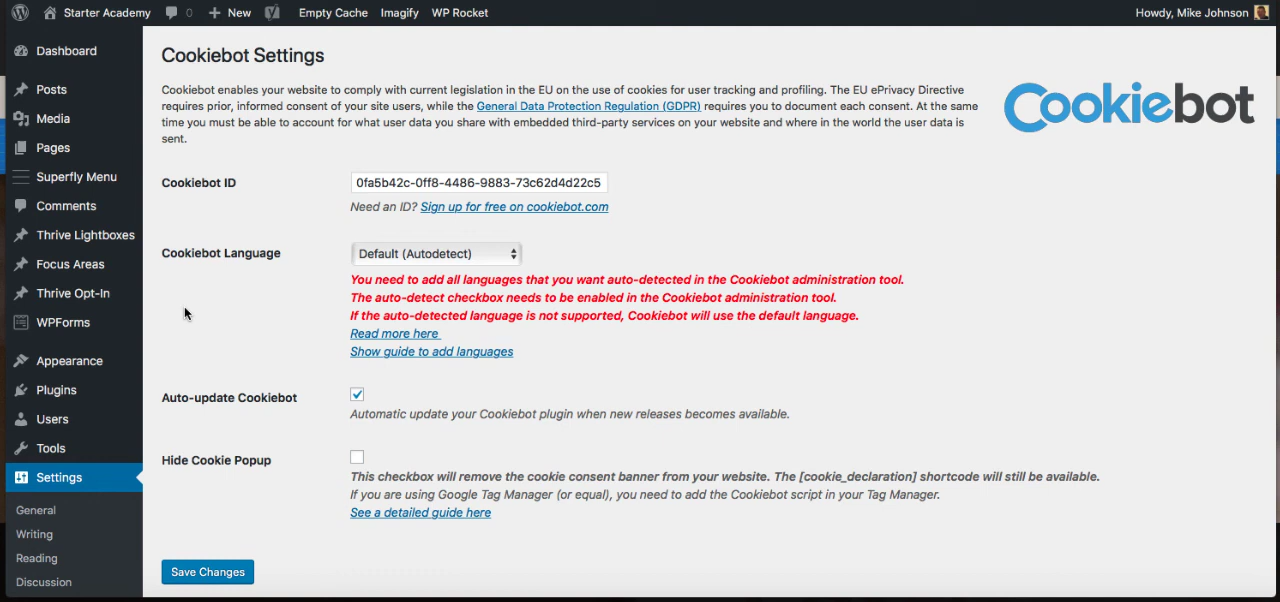 Starter Academy 0 New Empty Cache Imagify WP Rocket Howdy, Mike Johnson
Dashboard
Posts
Media
Pages
Superfly Menu
Comments
Thrive Lightboxes
Focus Areas
Thrive Opt-In
WPForms
Appearance
Plugins
Users
Tools
Settings
General
Writing
Reading
Discussion
Cookiebot Settings
Cookiebot enables your website to comply with current legislation in the EU on the use of cookies for user tracking and profiling. The EU ePrivacy Directive
requires prior, informed consent of your site users, while the General Data Protection Regulation (GDPR) requires you to document each consent. At the same
time you must be able to account for what user data you share with embedded third-party services on your website and where in the world the user data is
sent.
Cookiebot
Cookiebot ID
0fa5b42c-0ff8-4486-9883-73c62d4d22c5
Need an ID? Sign up for free on cookiebot.com
Cookiebot Language
Default (Autodetect)
You need to add all languages that you want auto-detected in the Cookiebot administration tool.
The auto-detect checkbox needs to be enabled in the Cookiebot administration tool.
If the auto-detected language is not supported, Cookiebot will use the default language.
Read more here
Show guide to add languages
Auto-update Cookiebot
Automatic update your Cookiebot plugin when new releases becomes available.
Hide Cookie Popup
This checkbox will remove the cookie consent banner from your website. The [cookie_declaration] shortcode will still be available.
If you are using Google Tag Manager (or equal), you need to add the Cookiebot script in your Tag Manager.
See a detailed guide here
Save Changes